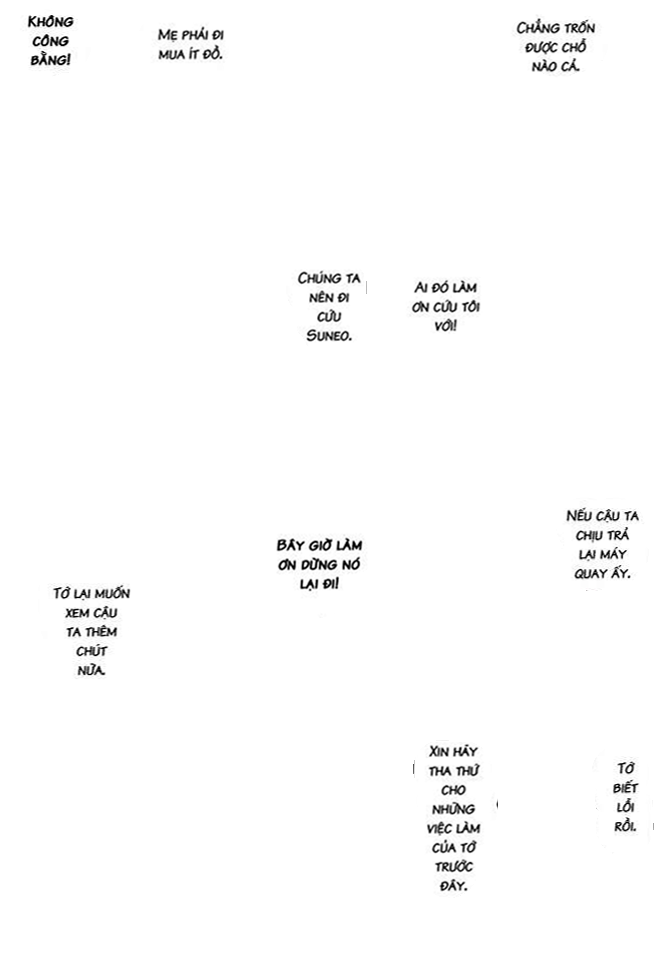 CHẲNG TRỐN
ĐƯỢC CHỖ
NÀO CẢ.
MẸ PHẢI ĐI
MUA ÍT ĐỒ.
KHÔNG
CÔNG
BẰNG!
AI ĐÓ LÀM
ƠN CỨU TÔI
VỚI!
CHÚNG TA
NÊN ĐI
CỨU
SUNEO.
NẾU CẬU TA
CHỊU TRẢ
LẠI MÁY
QUAY ẤY.
BÂY GIỜ LÀM
ƠN DỪNG NÓ
LẠI ĐI!
TỚ LẠI MUỐN
XEM CẬU
TA THÊM
CHÚT
NỮA.
TỚ
BIẾT
LỖI
RỒI.
XIN HÃY
THA THỨ
CHO
NHỮNG
VIỆC LÀM
CỦA TỚ
TRƯỚC
ĐÂY.